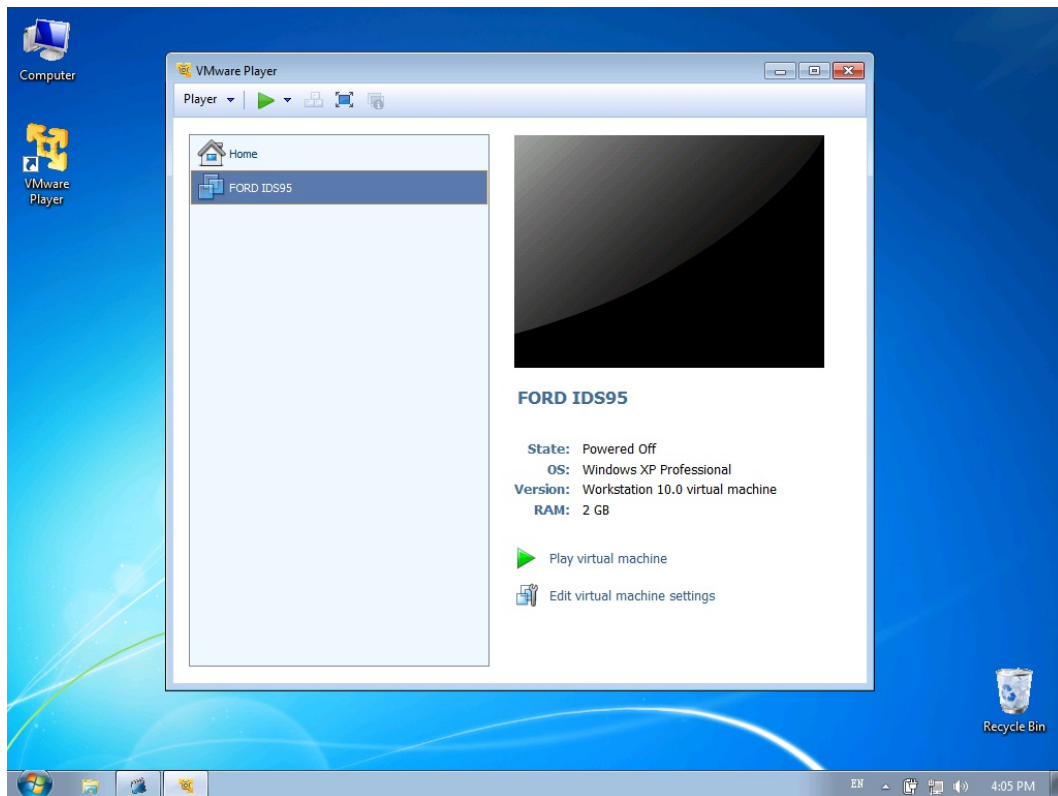 Computer
VMware
Player
VMware Player
Player
Home
FORD IDS95
FORD IDS95
State: Powered Off
OS: Windows XP Professional
Version: Workstation 10.0 virtual machine
RAM: 2 GB
Play virtual machine
Edit virtual machine settings
Recycle Bin
EN
4:05 PM